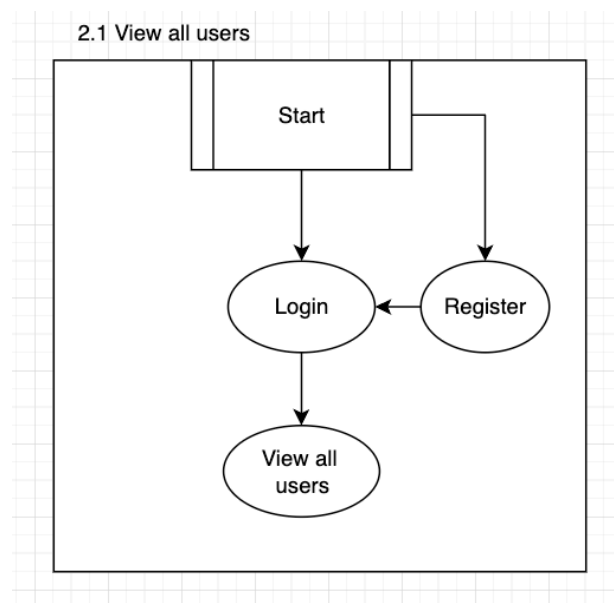 2.1 View all users
Start
Login
Register
View all
users